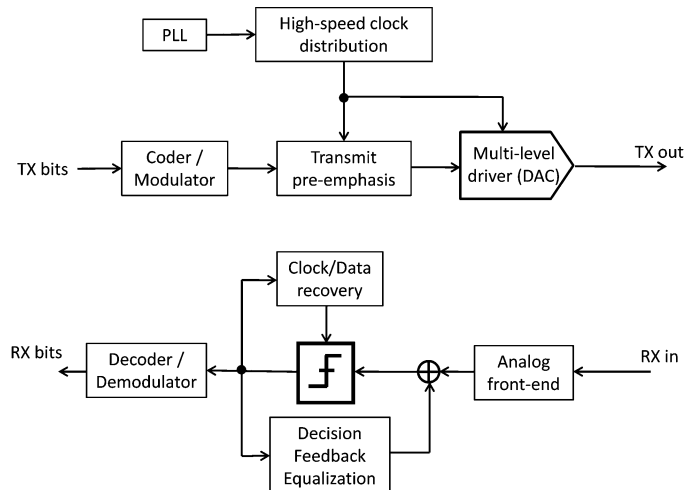 PLL
High-speed clock
distribution
TX bits
Coder /
Modulator
Transmit
pre-emphasis
Multi-level
driver (DAC)
TX out
Clock/Data
recovery
RX bits
Decoder /
Demodulator
Analog
front-end
RX in
Decision
Feedback
Equalization